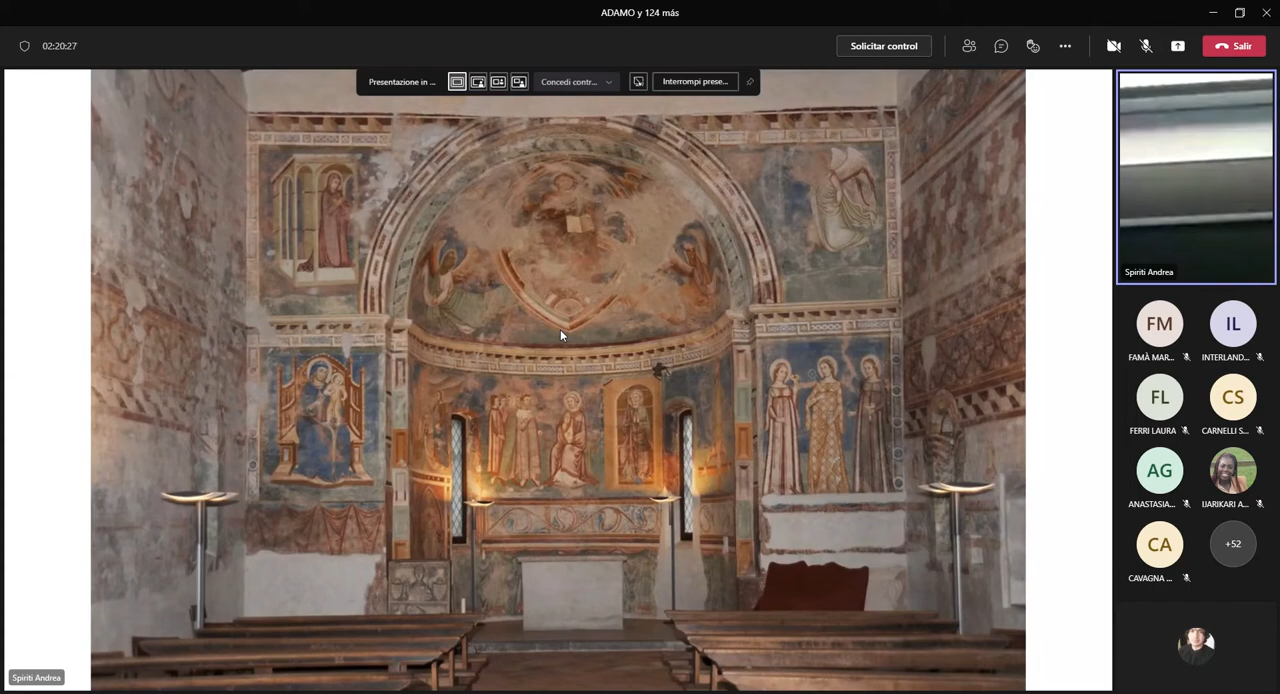 ADAMO y 124 más
02:20:27
Solicitar control
Salir
Presentazione in ...
Concedi contr...
Interrompi prese...
Spiriti Andrea
FM
IL
FAMÀ MAR...
INTERLAND...
FL
CS
FERRI LAURA
CARNELLI S...
AG
ANASTASIA...
IJARIKARI A...
CA
+52
CAVAGNA ...
Spiriti Andrea